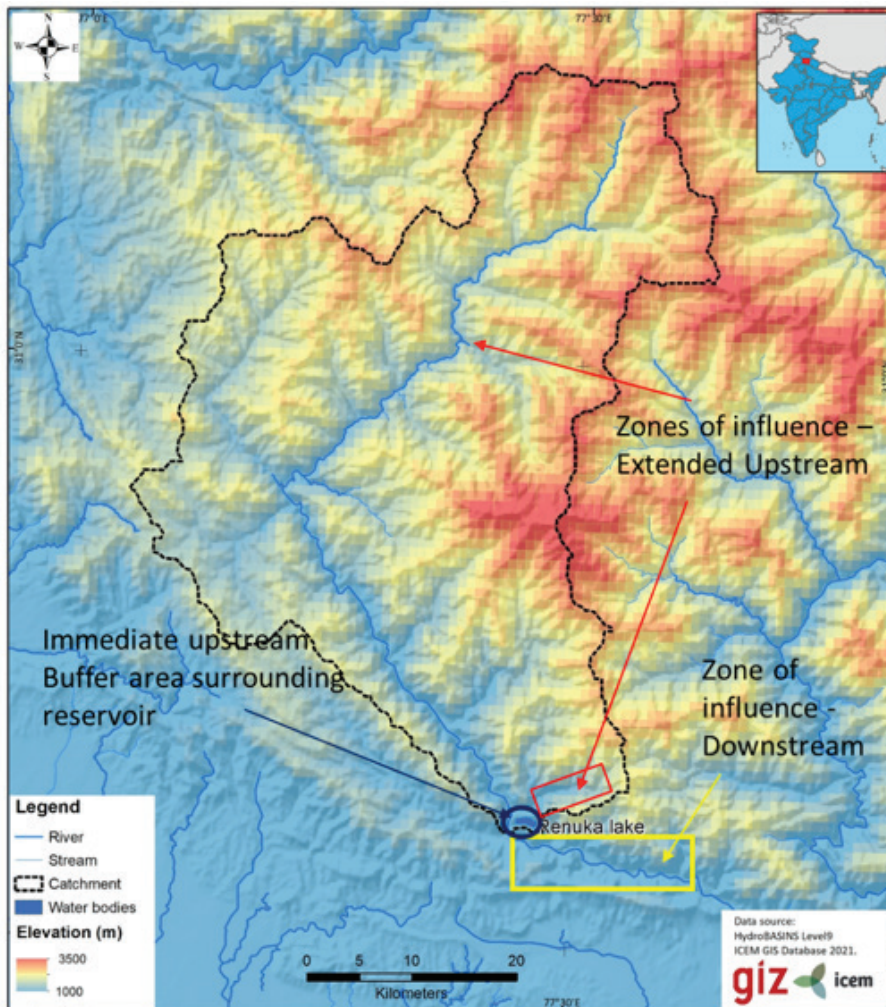 77°0'E
77°30'E
N
W E
S
31°0'N
Zones of influence –
Extended Upstream
Immediate upstream
Buffer area surrounding
reservoir
Zone of
influence -
Downstream
Renuka lake
Legend
River
Stream
Catchment
Water bodies
Elevation (m)
3500
1000
0 5 10 20
Kilometers
77°30'E
Data source:
HydroBASINS Level9
ICEM GIS Database 2021.
giz icem